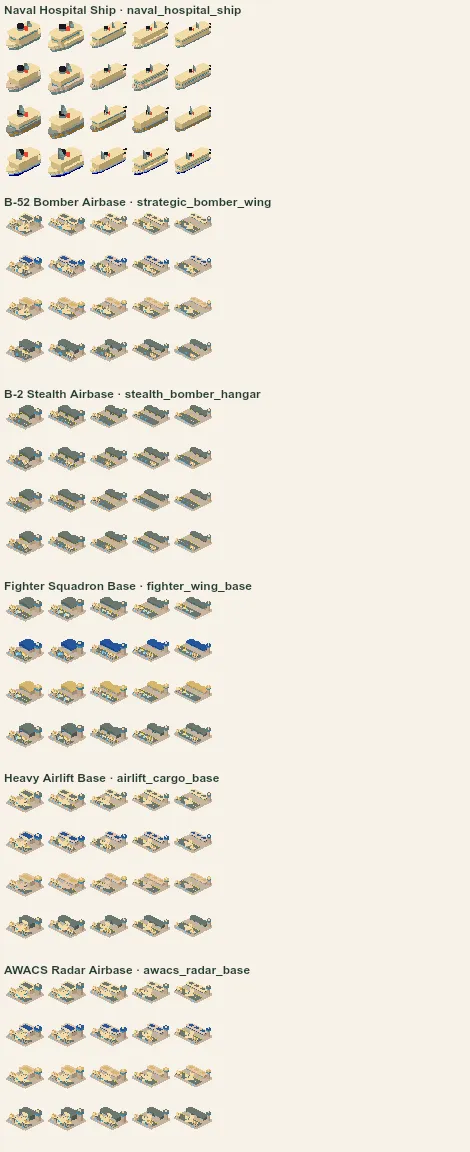 Naval Hospital Ship · naval_hospital_ship
B-52 Bomber Airbase · strategic_bomber_wing
B-2 Stealth Airbase · stealth_bomber_hangar
Fighter Squadron Base · fighter_wing_base
Heavy Airlift Base · airlift_cargo_base
AWACS Radar Airbase · awacs_radar_base